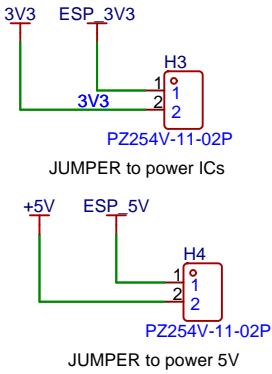 3V3 ESP_3V3
H3
1 1
3V3 2 2
PZ254V-11-02P
JUMPER to power ICs
+5V ESP_5V
H4
1 1
2 2
PZ254V-11-02P
JUMPER to power 5V